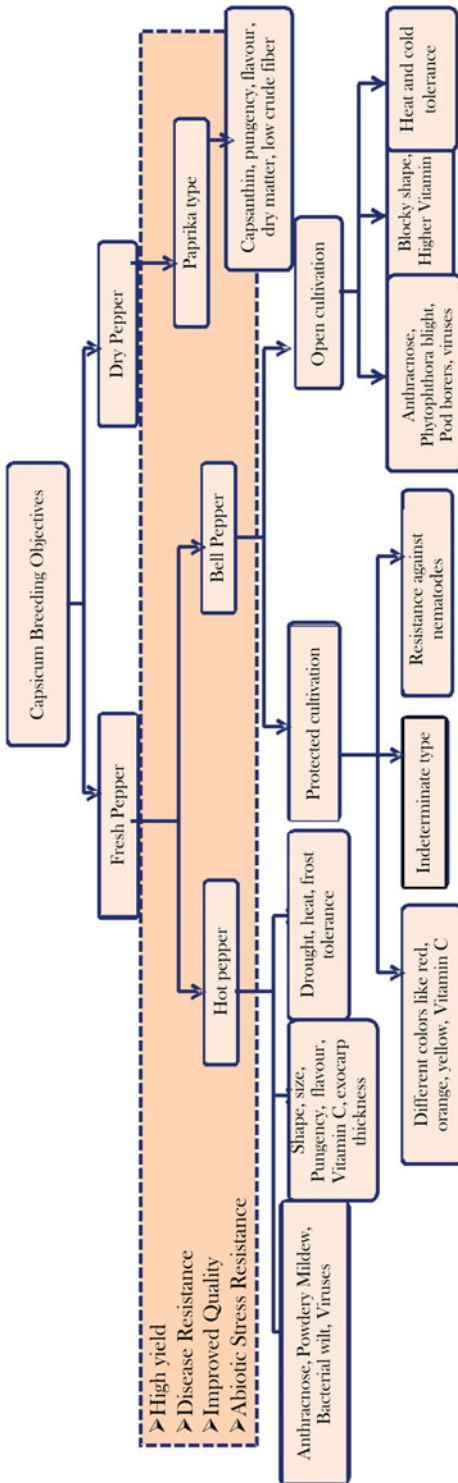 Capsicum Breeding Objectives
Fresh Pepper
Dry Pepper
➤High yield
➤Disease Resistance
➤Improved Quality
➤Abiotic Stress Resistance
Hot pepper
Bell Pepper
Paprika type
Anthracnose, Powdery Mildew,
Bacterial wilt, Viruses
Shape, size,
Pungency, flavour,
Vitamin C, exocarp
thickness
Drought, heat, frost
tolerance
Protected cultivation
Open cultivation
Capsanthin, pungency, flavour,
dry matter, low crude fiber
Different colors like red,
orange, yellow, Vitamin C
Indeterminate type
Resistance against
nematodes
Anthracnose,
Phytophthora blight,
Pod borers, viruses
Blocky shape,
Higher Vitamin
Heat and cold
tolerance